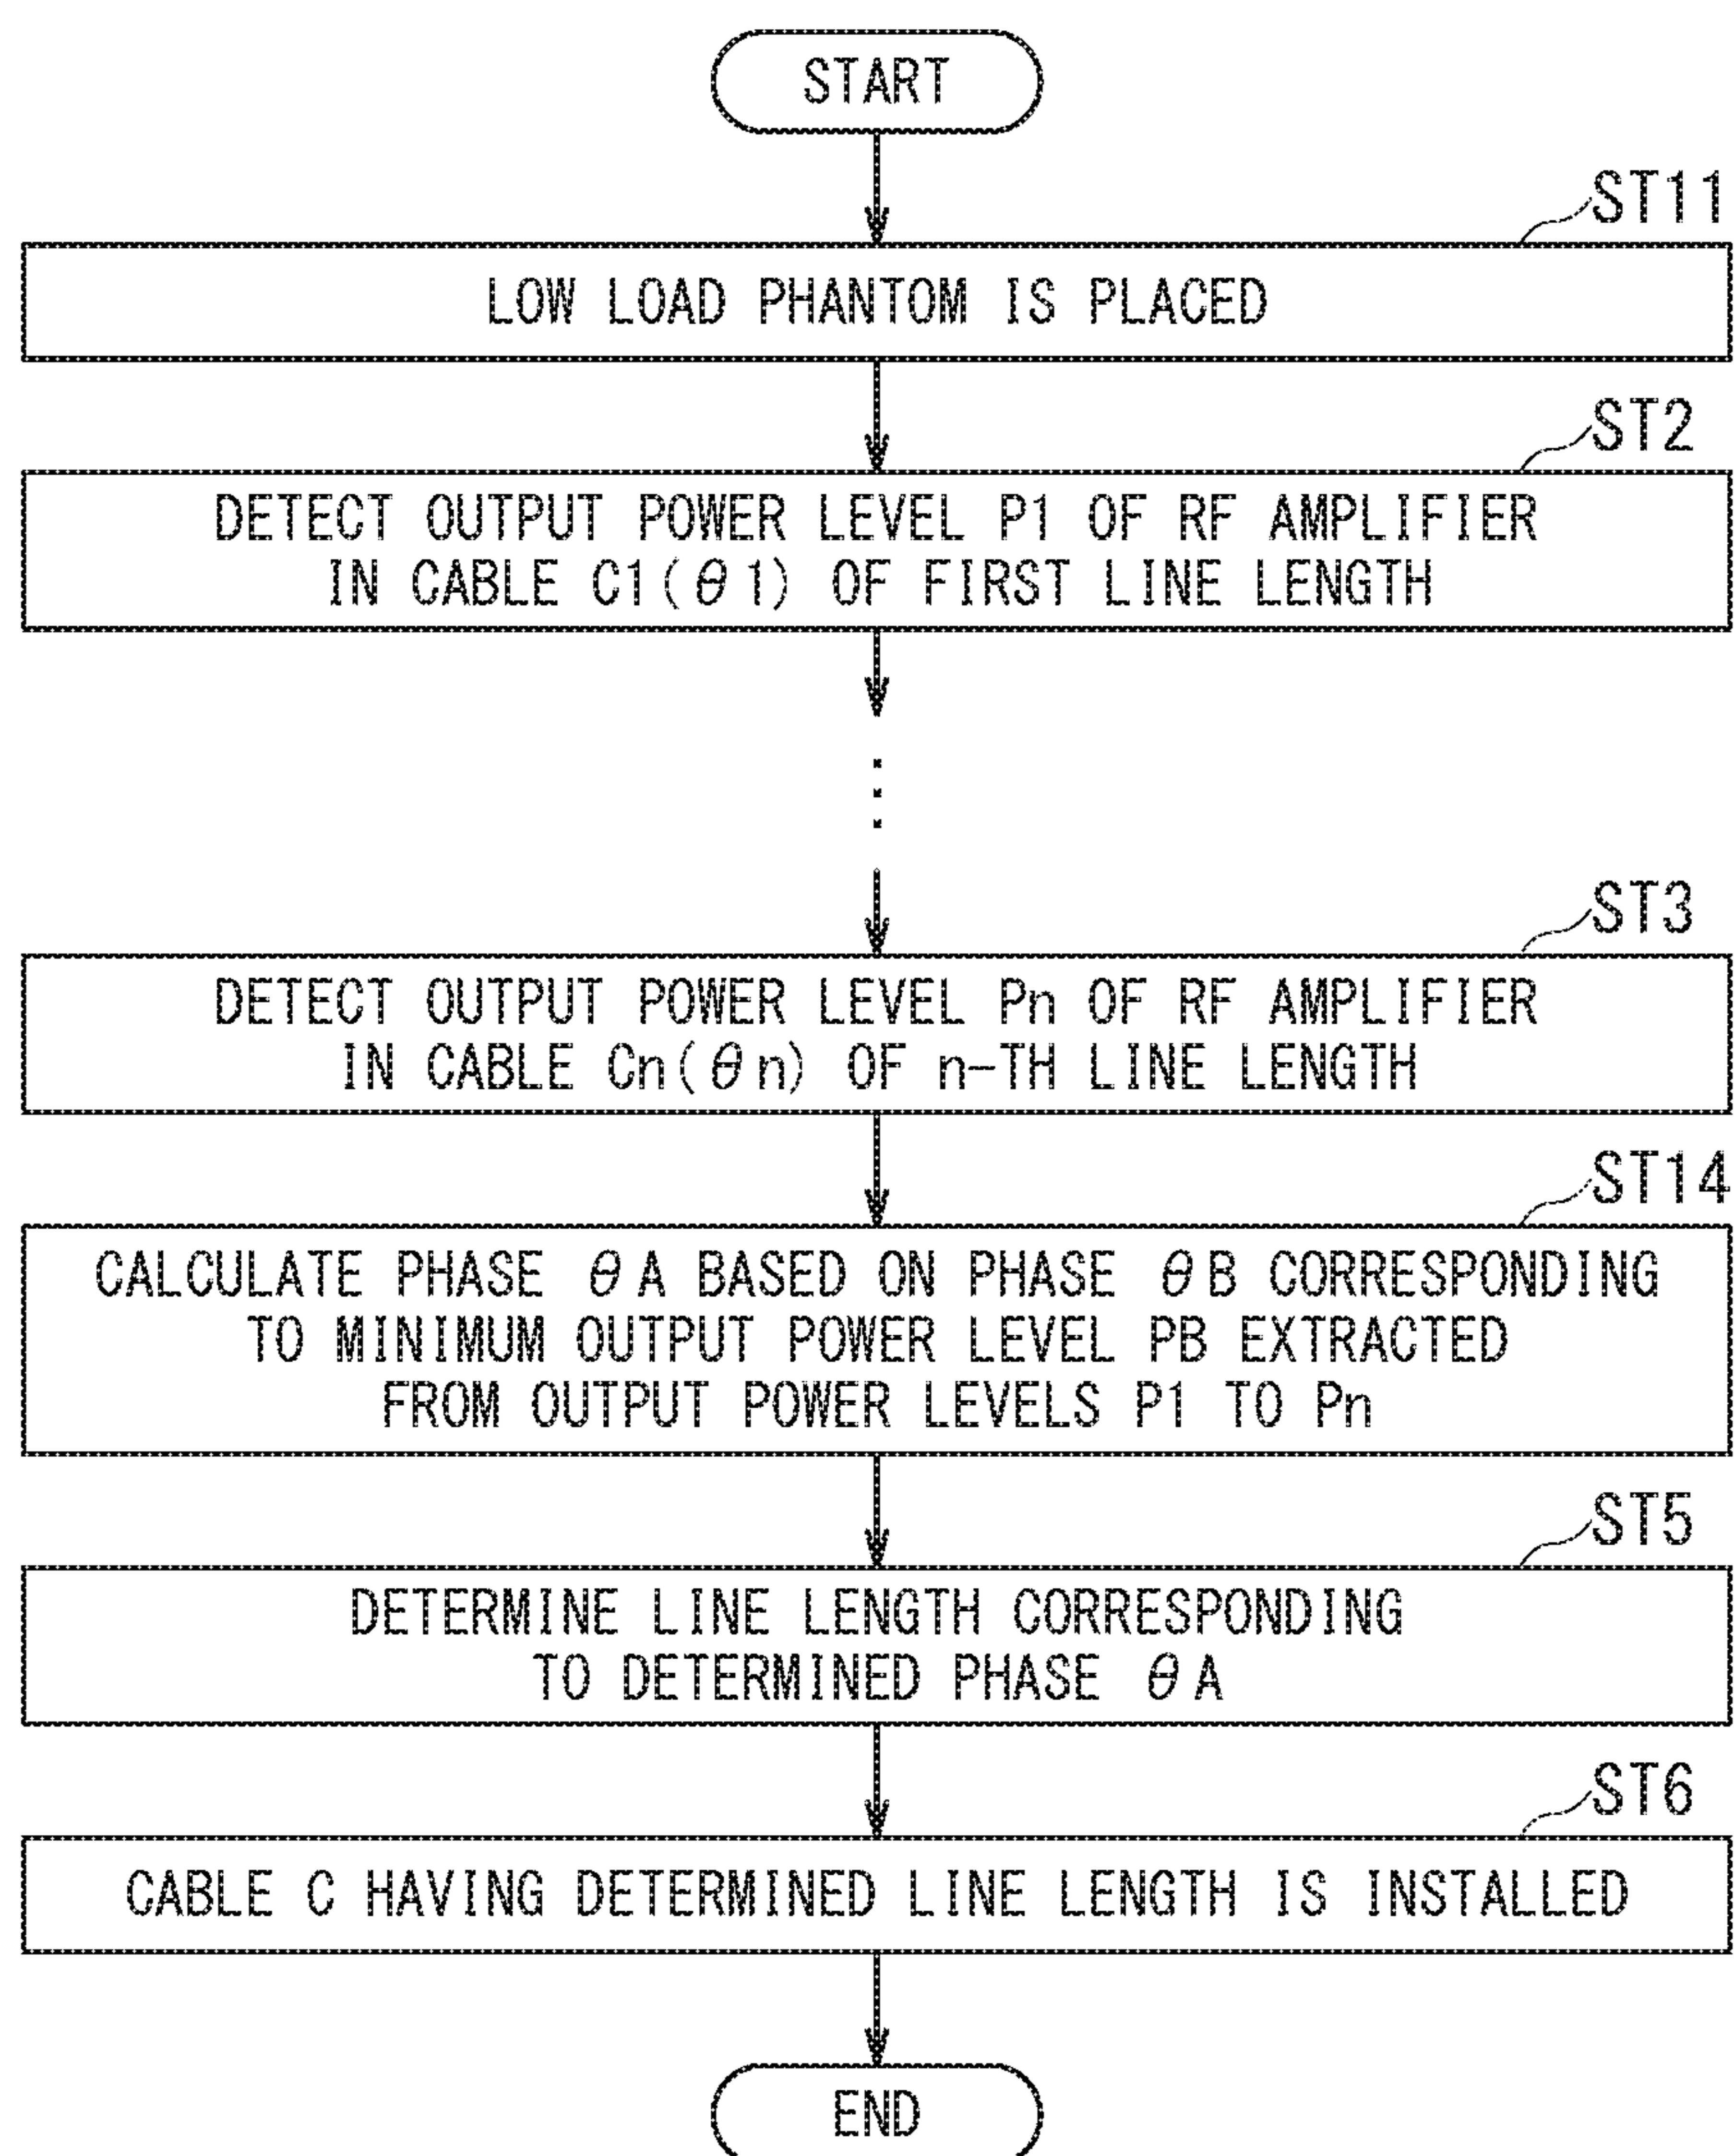 START
ST11
LOW LOAD PHANTOM IS PLACED
ST2
DETECT OUTPUT POWER LEVEL P1 OF RF AMPLIFIER
IN CABLE C1(θ1) OF FIRST LINE LENGTH
ST3
DETECT OUTPUT POWER LEVEL Pn OF RF AMPLIFIER
IN CABLE Cn(θn) OF n-TH LINE LENGTH
ST14
CALCULATE PHASE θA BASED ON PHASE θB CORRESPONDING
TO MINIMUM OUTPUT POWER LEVEL PB EXTRACTED
FROM OUTPUT POWER LEVELS P1 TO Pn
ST5
DETERMINE LINE LENGTH CORRESPONDING
TO DETERMINED PHASE θA
ST6
CABLE C HAVING DETERMINED LINE LENGTH IS INSTALLED
END